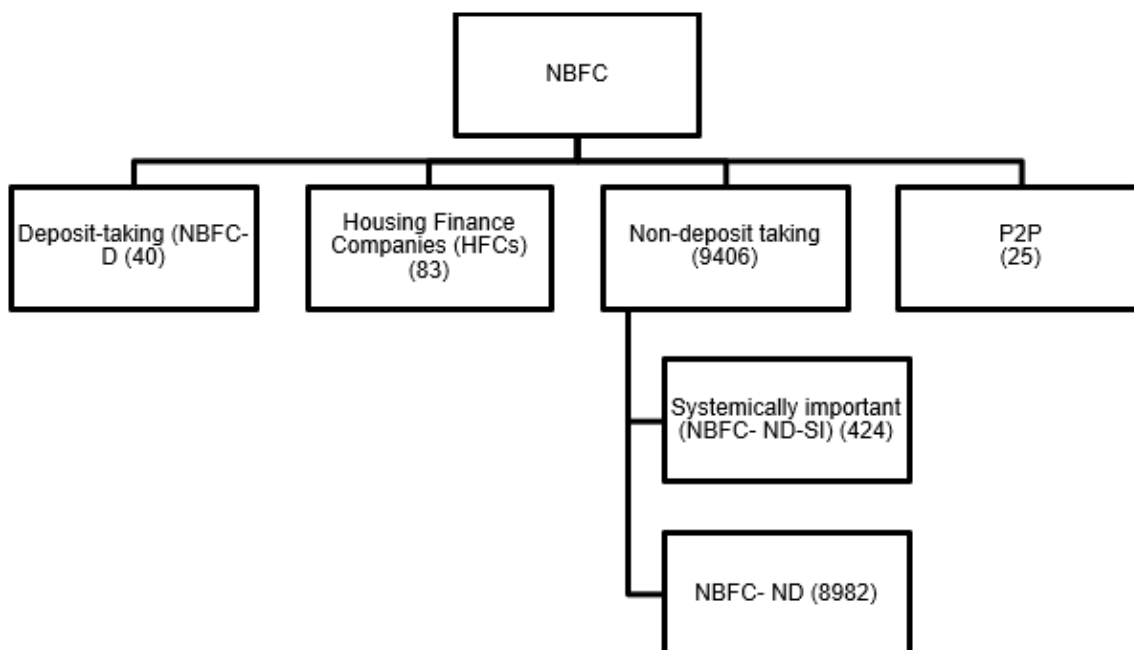 NBFC
Deposit-taking (NBFC-
D (40)
Housing Finance
Companies (HFCs)
(83)
Non-deposit taking
(9406)
P2P
(25)
Systemically important
(NBFC- ND-SI) (424)
NBFC- ND (8982)